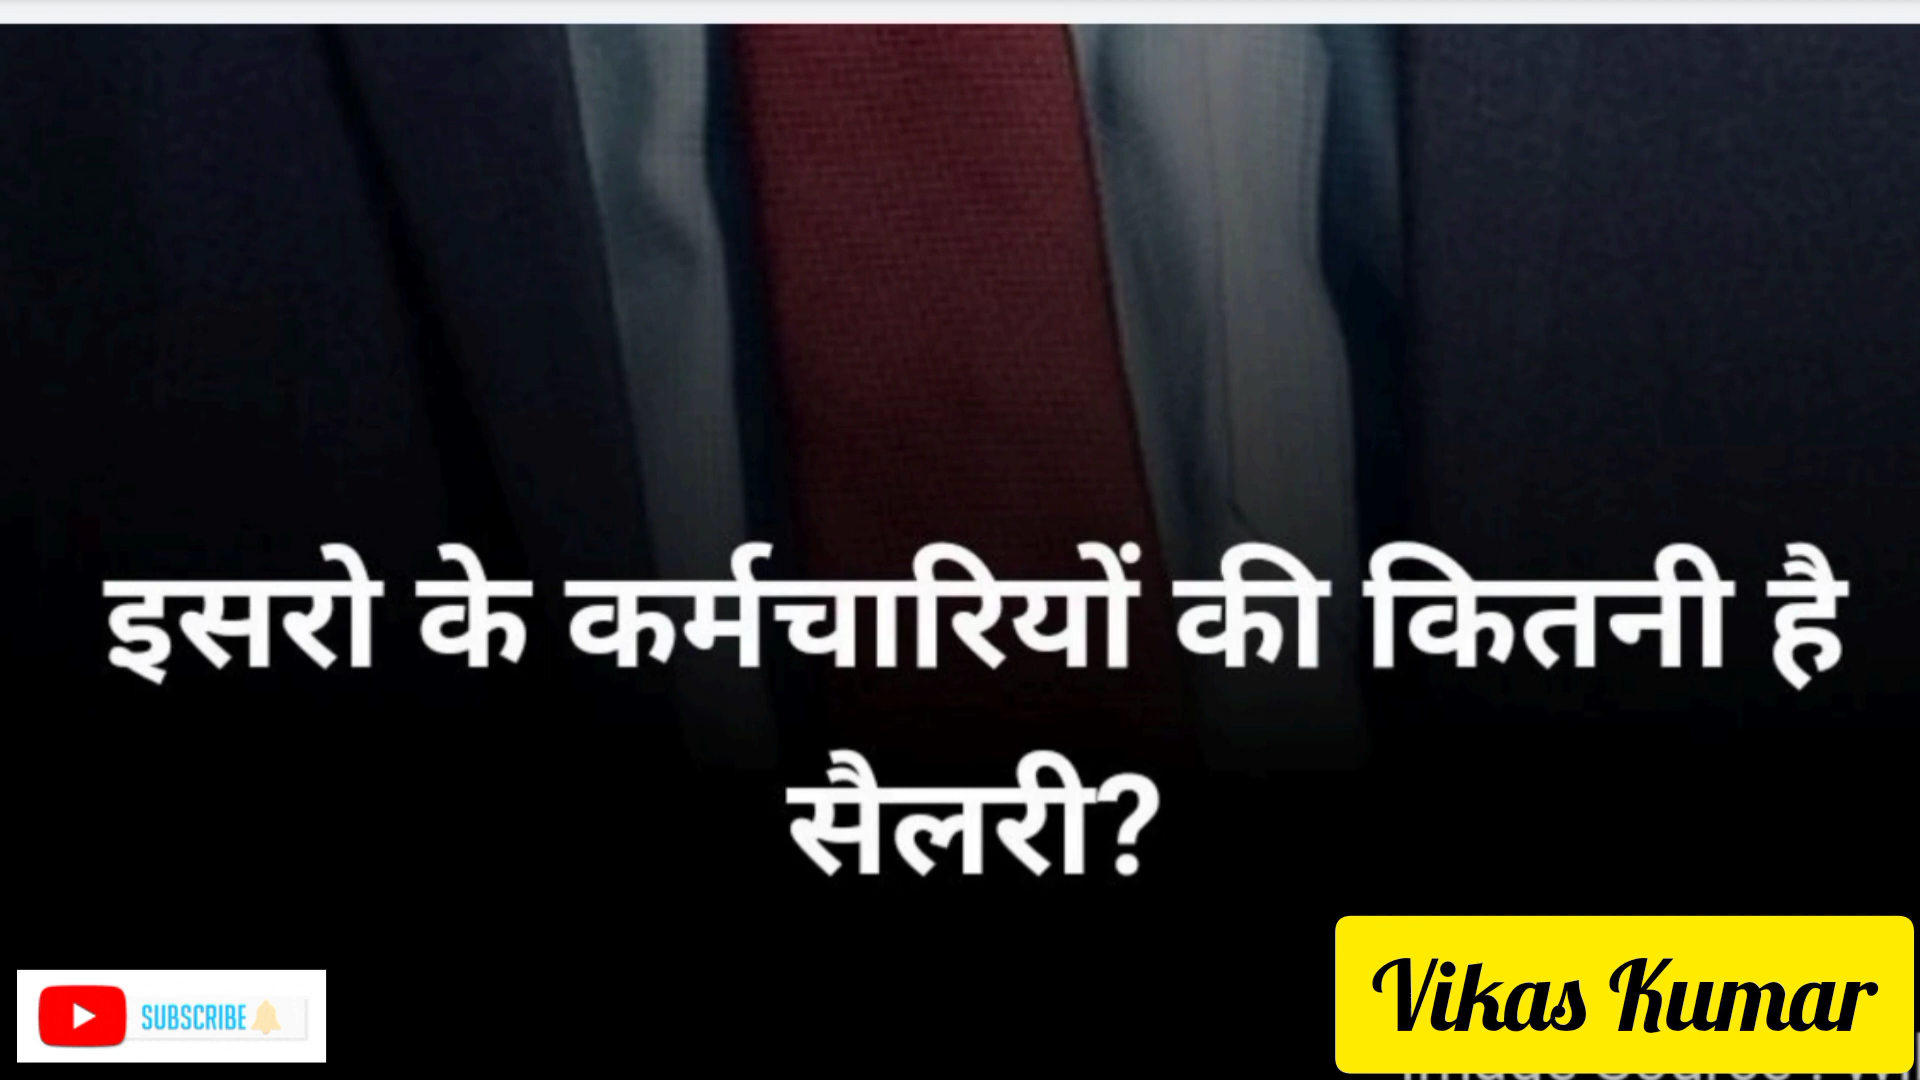 इसरो के कर्मचारियों की कितनी है
सैलरी?
SUBSCRIBE
Vikas Kumar